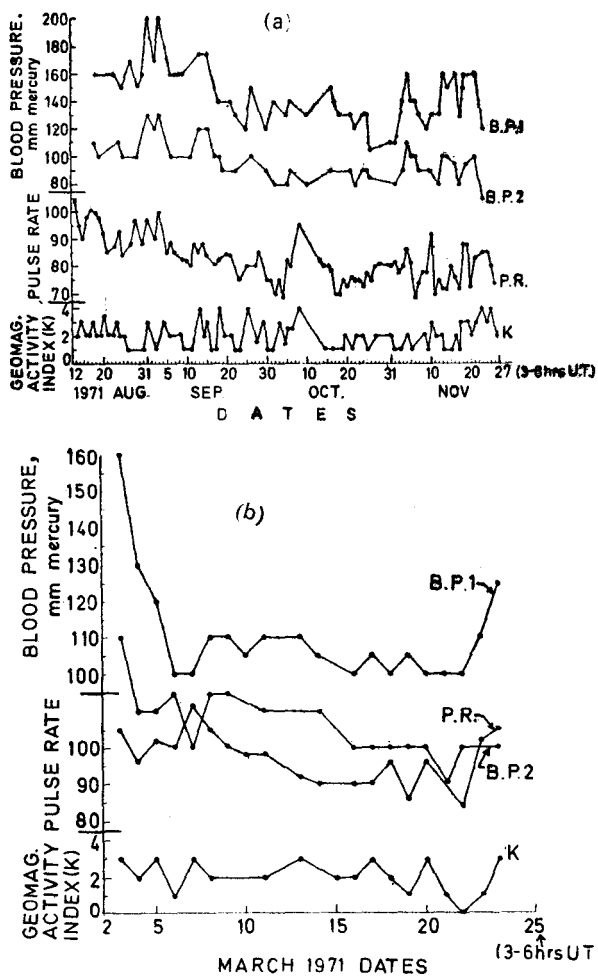 (a)
BLOOD PRESSURE,
mm mercury
200
180
160
140
120
100
80
B.P.1
B.P.2
PULSE RATE
100
90
80
70
P.R.
GEOMAG.
ACTIVITY
INDEX(K)
4
2
0
K
12 20 31 5 10 20 30 10 20 31 10 20 27 (3-6hrs U.T.)
1971 AUG. SEP. OCT. NOV
D A T E S
(b)
BLOOD PRESSURE,
mm mercury
160
150
130
120
110
100
B.P.1
PULSE RATE
100
90
80
P.R.
B.P.2
GEOMAG.
ACTIVITY
INDEX(K)
4
2
0
K
2 5 10 15 20 25
(3-6hrs UT
MARCH 1971 DATES